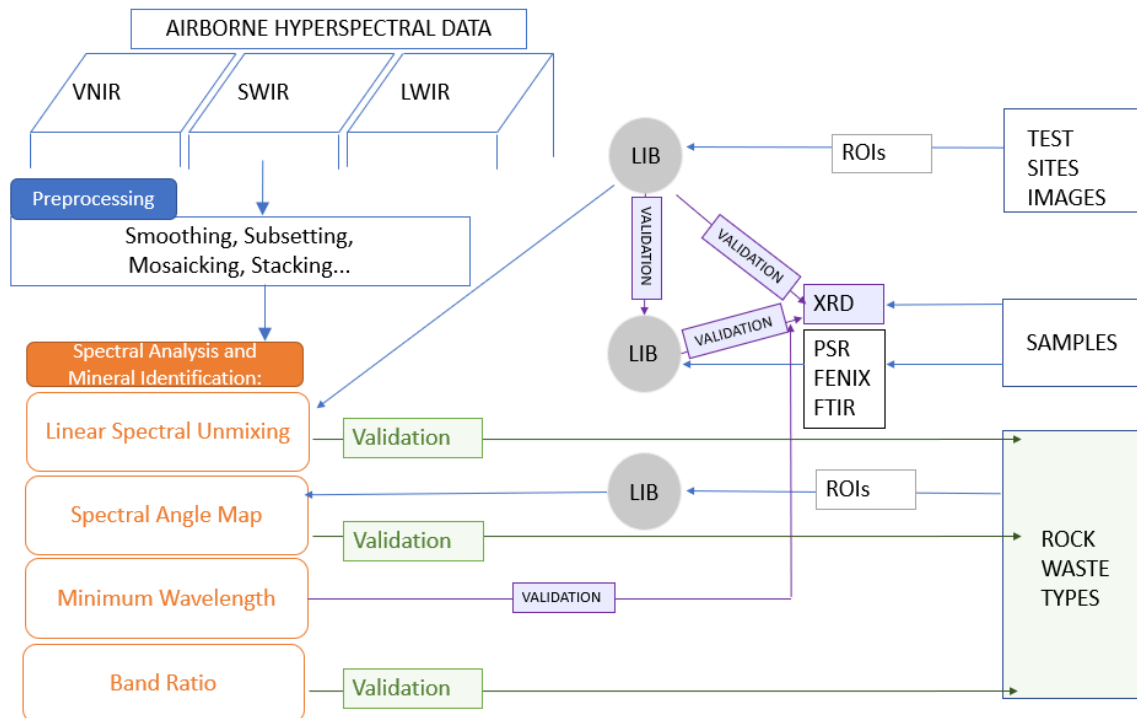 AIRBORNE HYPERSPECTRAL DATA
VNIR
SWIR
LWIR
Preprocessing
Smoothing, Subsetting,
Mosaicking, Stacking...
LIB
ROIs
TEST
SITES
IMAGES
VALIDATION
VALIDATION
XRD
VALIDATION
LIB
PSR
FENIX
FTIR
SAMPLES
Spectral Analysis and
Mineral Identification:
Linear Spectral Unmixing
Validation
Spectral Angle Map
LIB
ROIs
Validation
ROCK
WASTE
TYPES
Minimum Wavelength
VALIDATION
Band Ratio
Validation